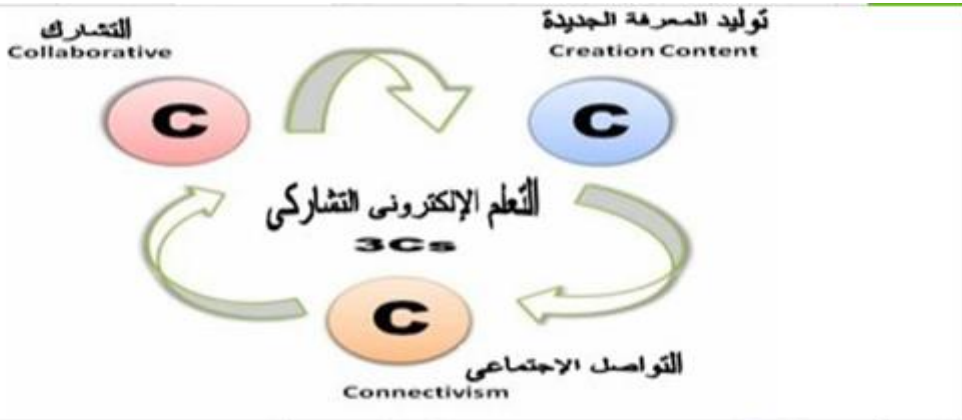 التشارك
Collaborative
توليد المعرفة الجديدة
Creation Content
C
C
التعلم الإلكترونى التشاركى
3Cs
C
التواصل الاجتماعى
Connectivism